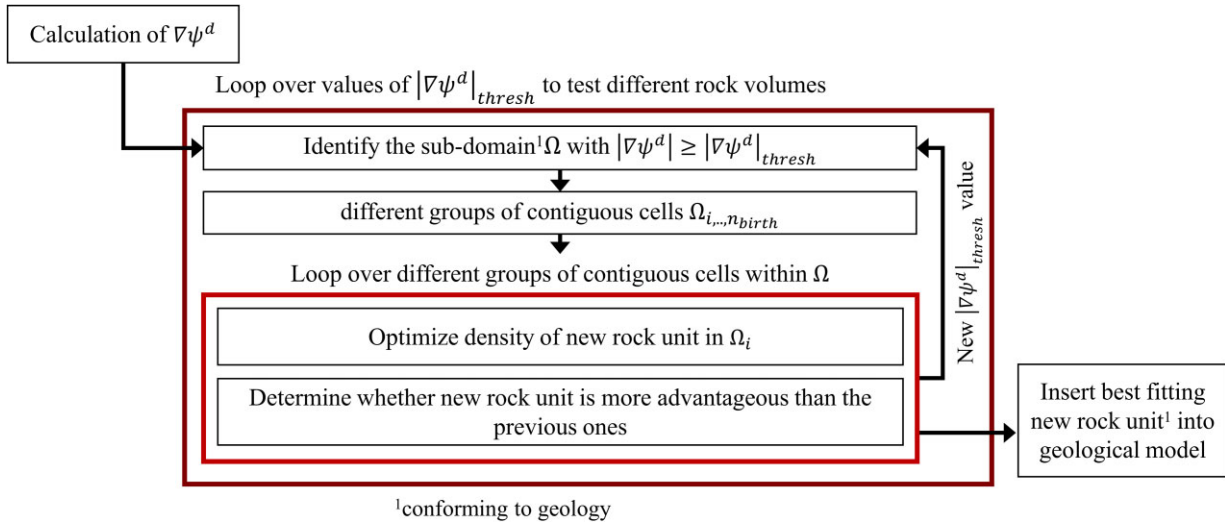 Calculation of ∇ψ^d
Loop over values of |∇ψ^d|_thresh to test different rock volumes
Identify the sub-domain¹Ω with |∇ψ^d| ≥ |∇ψ^d|_thresh
different groups of contiguous cells Ω_{i,..,n_birth}
Loop over different groups of contiguous cells within Ω
Optimize density of new rock unit in Ω_i
Determine whether new rock unit is more advantageous than the
previous ones
New |∇ψ^d|_thresh value
Insert best fitting
new rock unit¹ into
geological model
¹conforming to geology